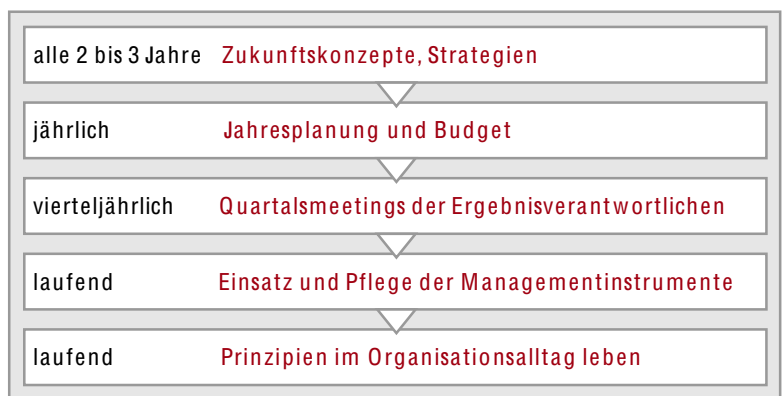 alle 2 bis 3 Jahre Zukunftskonzepte, Strategien
jährlich Jahresplanung und Budget
vierteljährlich Quartalsmeetings der Ergebnisverantwortlichen
laufend Einsatz und Pflege der Managementinstrumente
laufend Prinzipien im Organisationsalltag leben